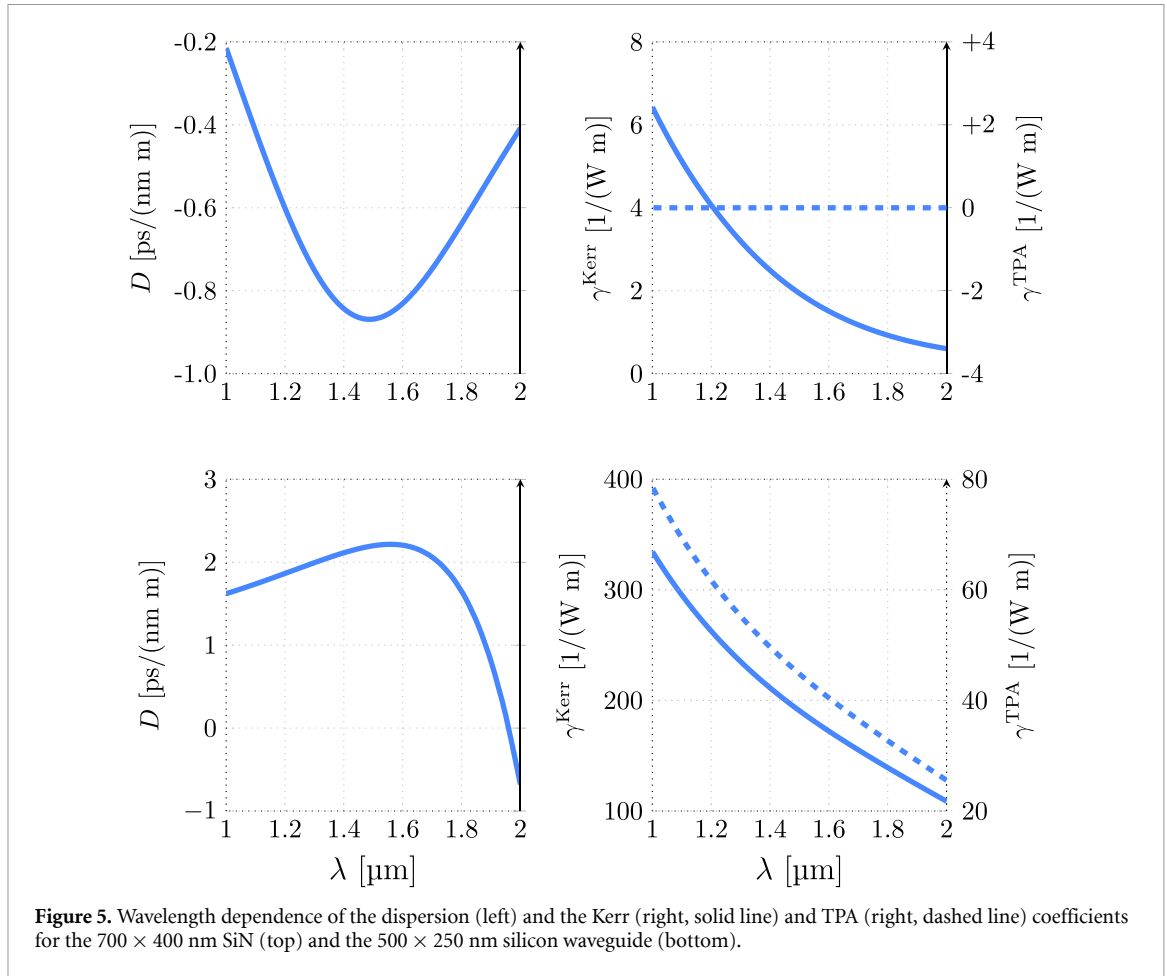 -0.2
-0.4
-0.6
-0.8
-1.0
1 1.2 1.4 1.6 1.8 2
D [ps/(nm m)]
8
6
4
2
0
1 1.2 1.4 1.6 1.8 2
γ^Kerr [1/(W m)]
+4
+2
0
-2
-4
γ^TPA [1/(W m)]
3
2
1
0
−1
1 1.2 1.4 1.6 1.8 2
D [ps/(nm m)]
λ [µm]
400
300
200
100
1 1.2 1.4 1.6 1.8 2
γ^Kerr [1/(W m)]
80
60
40
20
γ^TPA [1/(W m)]
λ [µm]
Figure 5. Wavelength dependence of the dispersion (left) and the Kerr (right, solid line) and TPA (right, dashed line) coefficients
for the 700 × 400 nm SiN (top) and the 500 × 250 nm silicon waveguide (bottom).